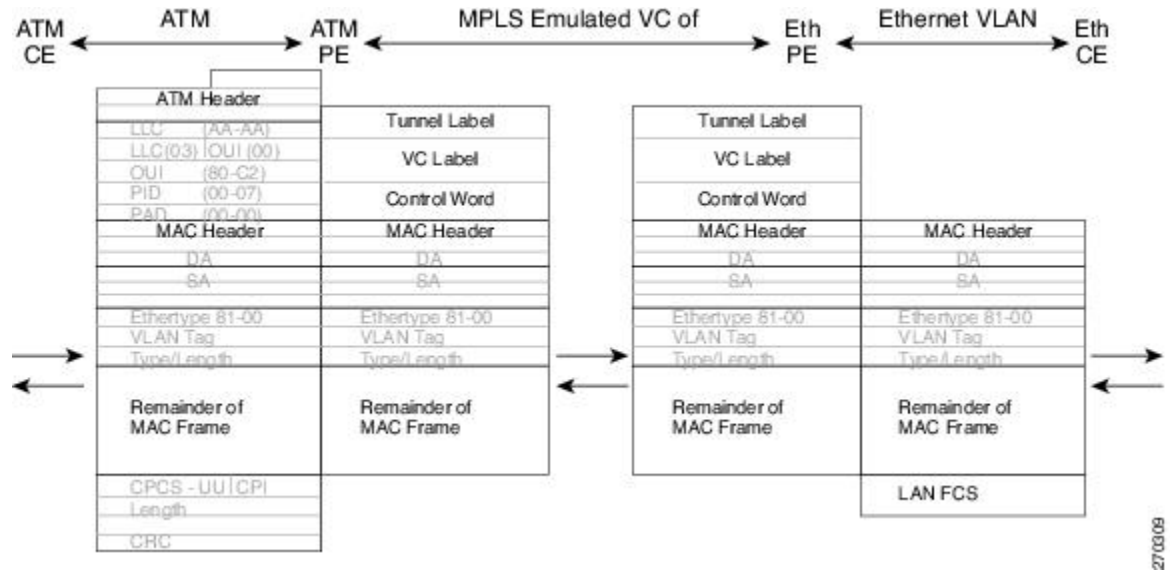 ATM CE
ATM
ATM PE
MPLS Emulated VC of
Eth PE
Ethernet VLAN
Eth CE
ATM Header
LLC (AA-AA)
LLC(03) OUI (00)
OUI (80-C2)
PID (00-07)
PAD (00-00)
MAC Header
DA
SA
Ethertype 81-00
VLAN Tag
Type/Length
Remainder of
MAC Frame
CPCS - UU CPI
Length
CRC
Tunnel Label
VC Label
Control Word
MAC Header
DA
SA
Ethertype 81-00
VLAN Tag
Type/Length
Remainder of
MAC Frame
Tunnel Label
VC Label
Control Word
MAC Header
DA
SA
Ethertype 81-00
VLAN Tag
Type/Length
Remainder of
MAC Frame
MAC Header
DA
SA
Ethertype 81-00
VLAN Tag
Type/Length
Remainder of
MAC Frame
LAN FCS
270309